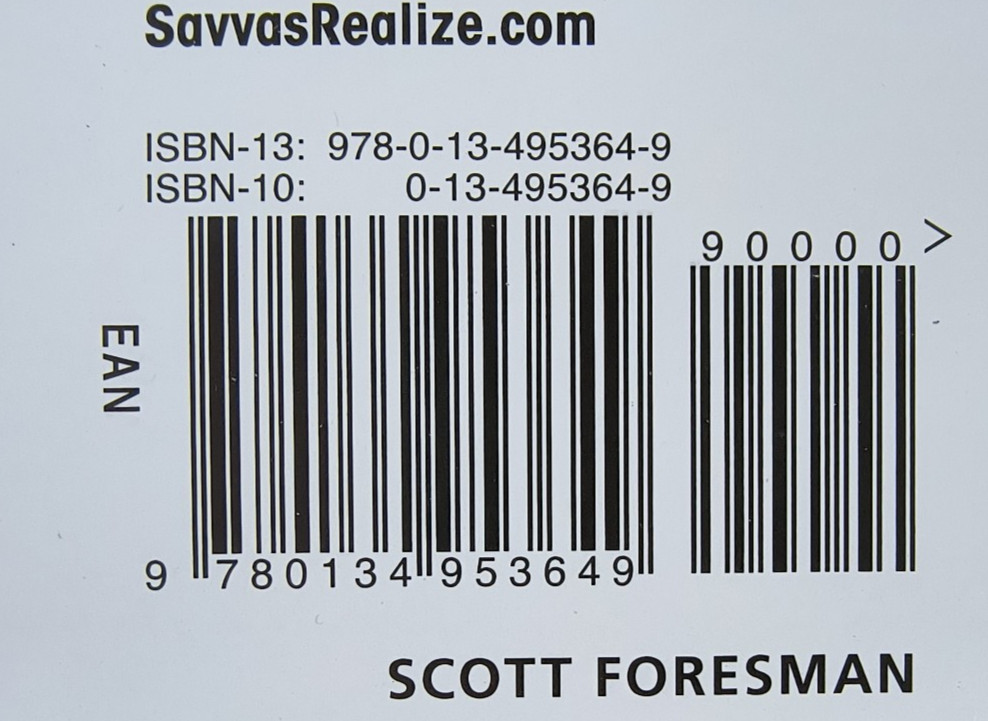 SavvasRealize.com
ISBN-13: 978-0-13-495364-9
ISBN-10: 0-13-495364-9
90000>
EAN
9 780134 953649
SCOTT FORESMAN